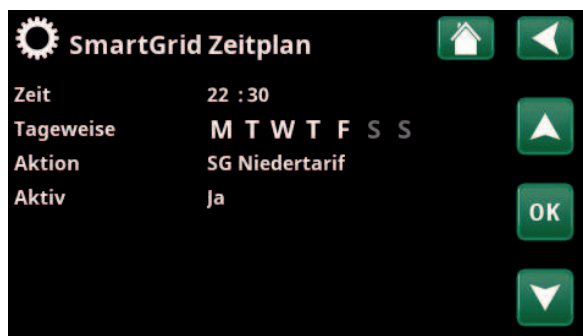 SmartGrid Zeitplan
Zeit 22 :30
Tageweise M T W T F S S
Aktion SG Niedertarif
Aktiv Ja
OK